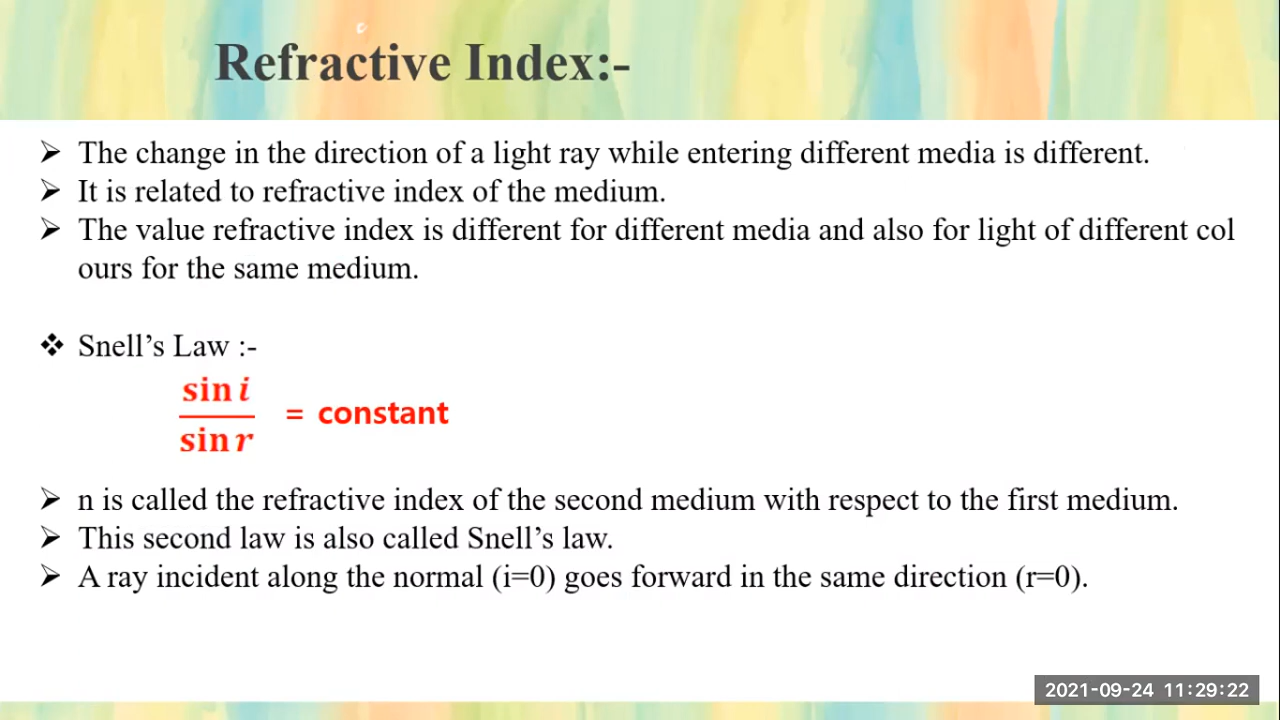 Refractive Index:-
➢ The change in the direction of a light ray while entering different media is different.
➢ It is related to refractive index of the medium.
➢ The value refractive index is different for different media and also for light of different col
ours for the same medium.
❖ Snell’s Law :-
sin i
= constant
sin r
➢ n is called the refractive index of the second medium with respect to the first medium.
➢ This second law is also called Snell’s law.
➢ A ray incident along the normal (i=0) goes forward in the same direction (r=0).
2021-09-24 11:29:22